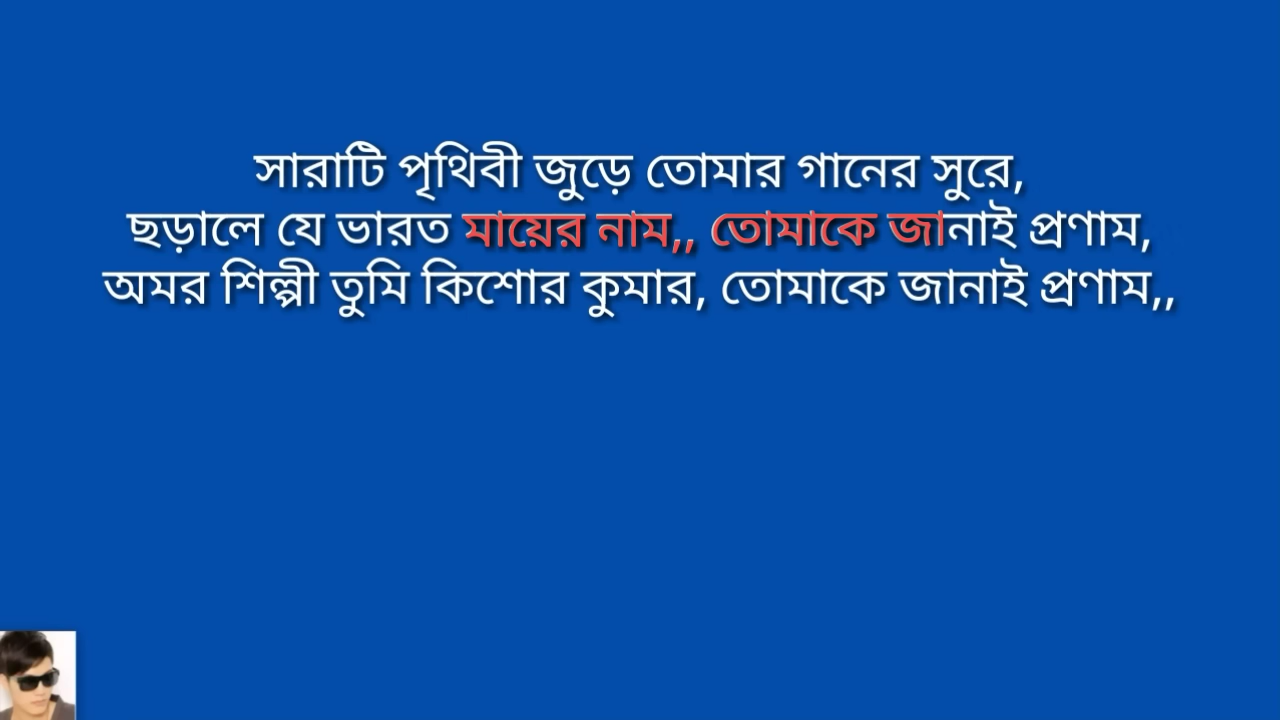 সারাটি পৃথিবী জুড়ে তোমার গানের সুরে,
ছড়ালে যে ভারত মায়ের নাম,, তোমাকে জানাই প্রণাম,
অমর শিল্পী তুমি কিশোর কুমার, তোমাকে জানাই প্রণাম,,